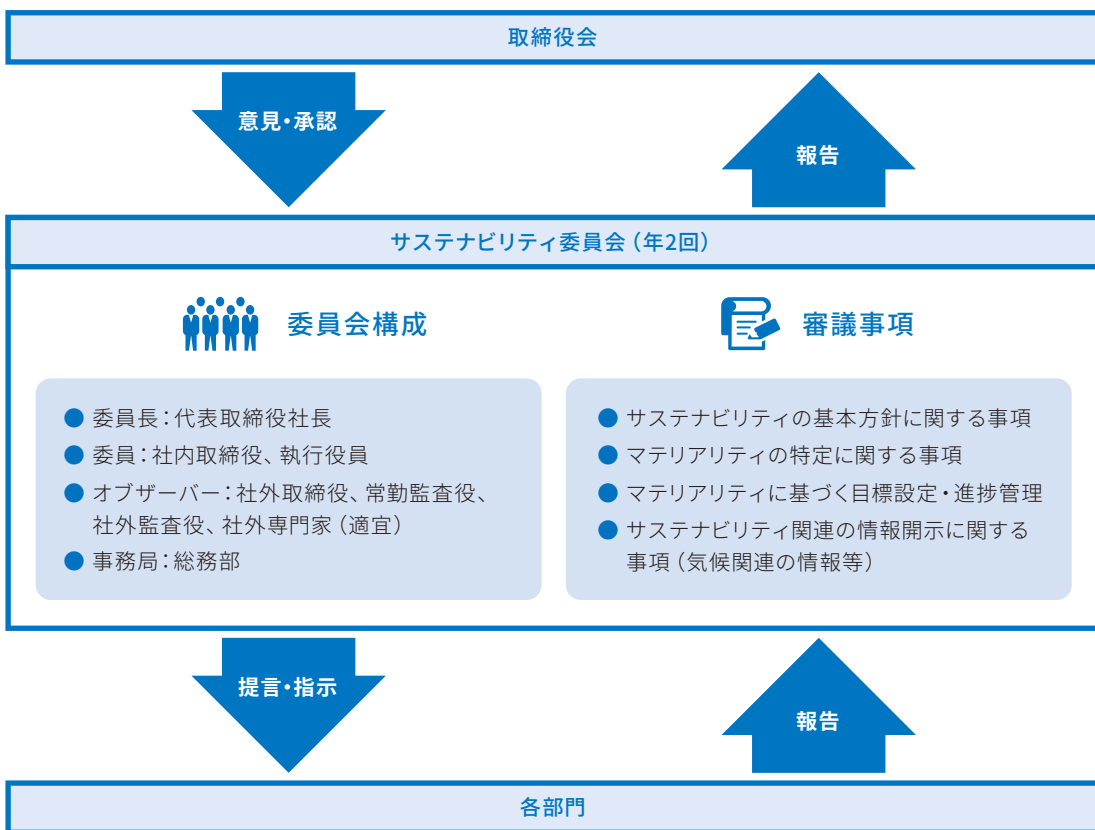 取締役会
意見・承認
報告
サステナビリティ委員会（年2回）
委員会構成
● 委員長：代表取締役社長
● 委員：社内取締役、執行役員
● オブザーバー：社外取締役、常勤監査役、
社外監査役、社外専門家（適宜）
● 事務局：総務部
審議事項
● サステナビリティの基本方針に関する事項
● マテリアリティの特定に関する事項
● マテリアリティに基づく目標設定・進捗管理
● サステナビリティ関連の情報開示に関する
事項（気候関連の情報等）
提言・指示
報告
各部門